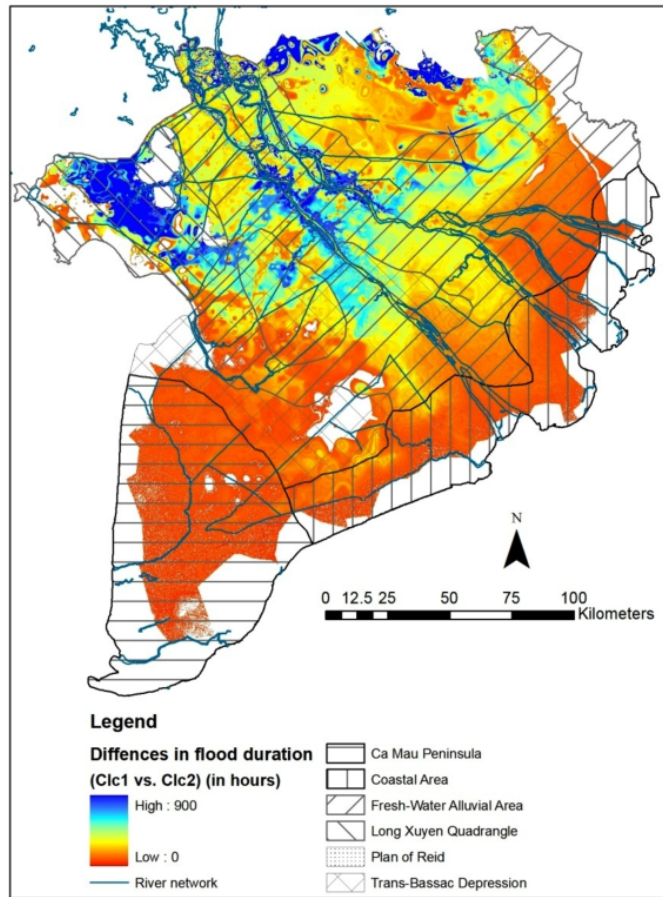 N
0 12.5 25 50 75 100
Kilometers
Legend
Diffences in flood duration
(Clc1 vs. Clc2) (in hours)
High : 900
Low : 0
River network
Ca Mau Peninsula
Coastal Area
Fresh-Water Alluvial Area
Long Xuyen Quadrangle
Plan of Reid
Trans-Bassac Depression